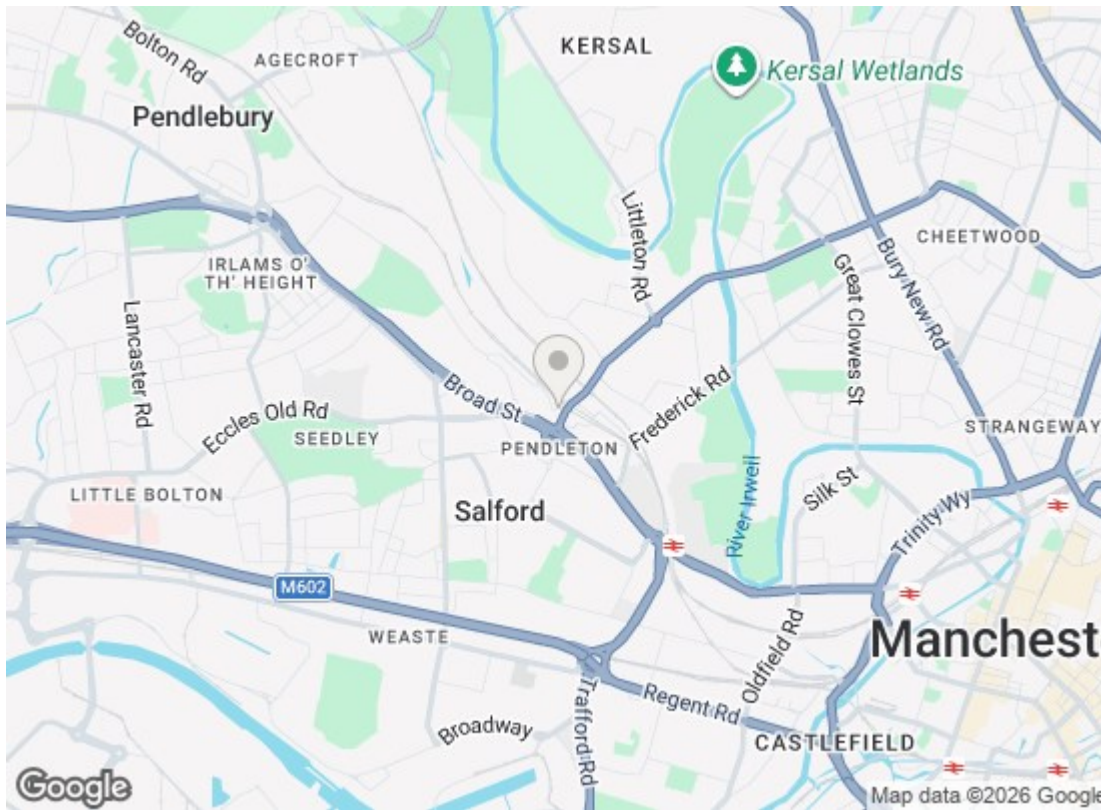 Bolton Rd
AGECROFT
KERSAL
Kersal Wetlands
Pendlebury
Littleton Rd
IRLAMS O'
TH' HEIGHT
CHEETWOOD
Great Clowes St
Bury New Rd
Lancaster Rd
Broad St
Frederick Rd
Eccles Old Rd
SEEDLEY
PENDLETON
STRANGEWAY
LITTLE BOLTON
Salford
Silk St
River Irwell
Trinity Wy
M602
WEASTE
Oldfield Rd
Manchest
Trafford Rd
Regent Rd
Broadway
CASTLEFIELD
Google
Map data ©2026 Google